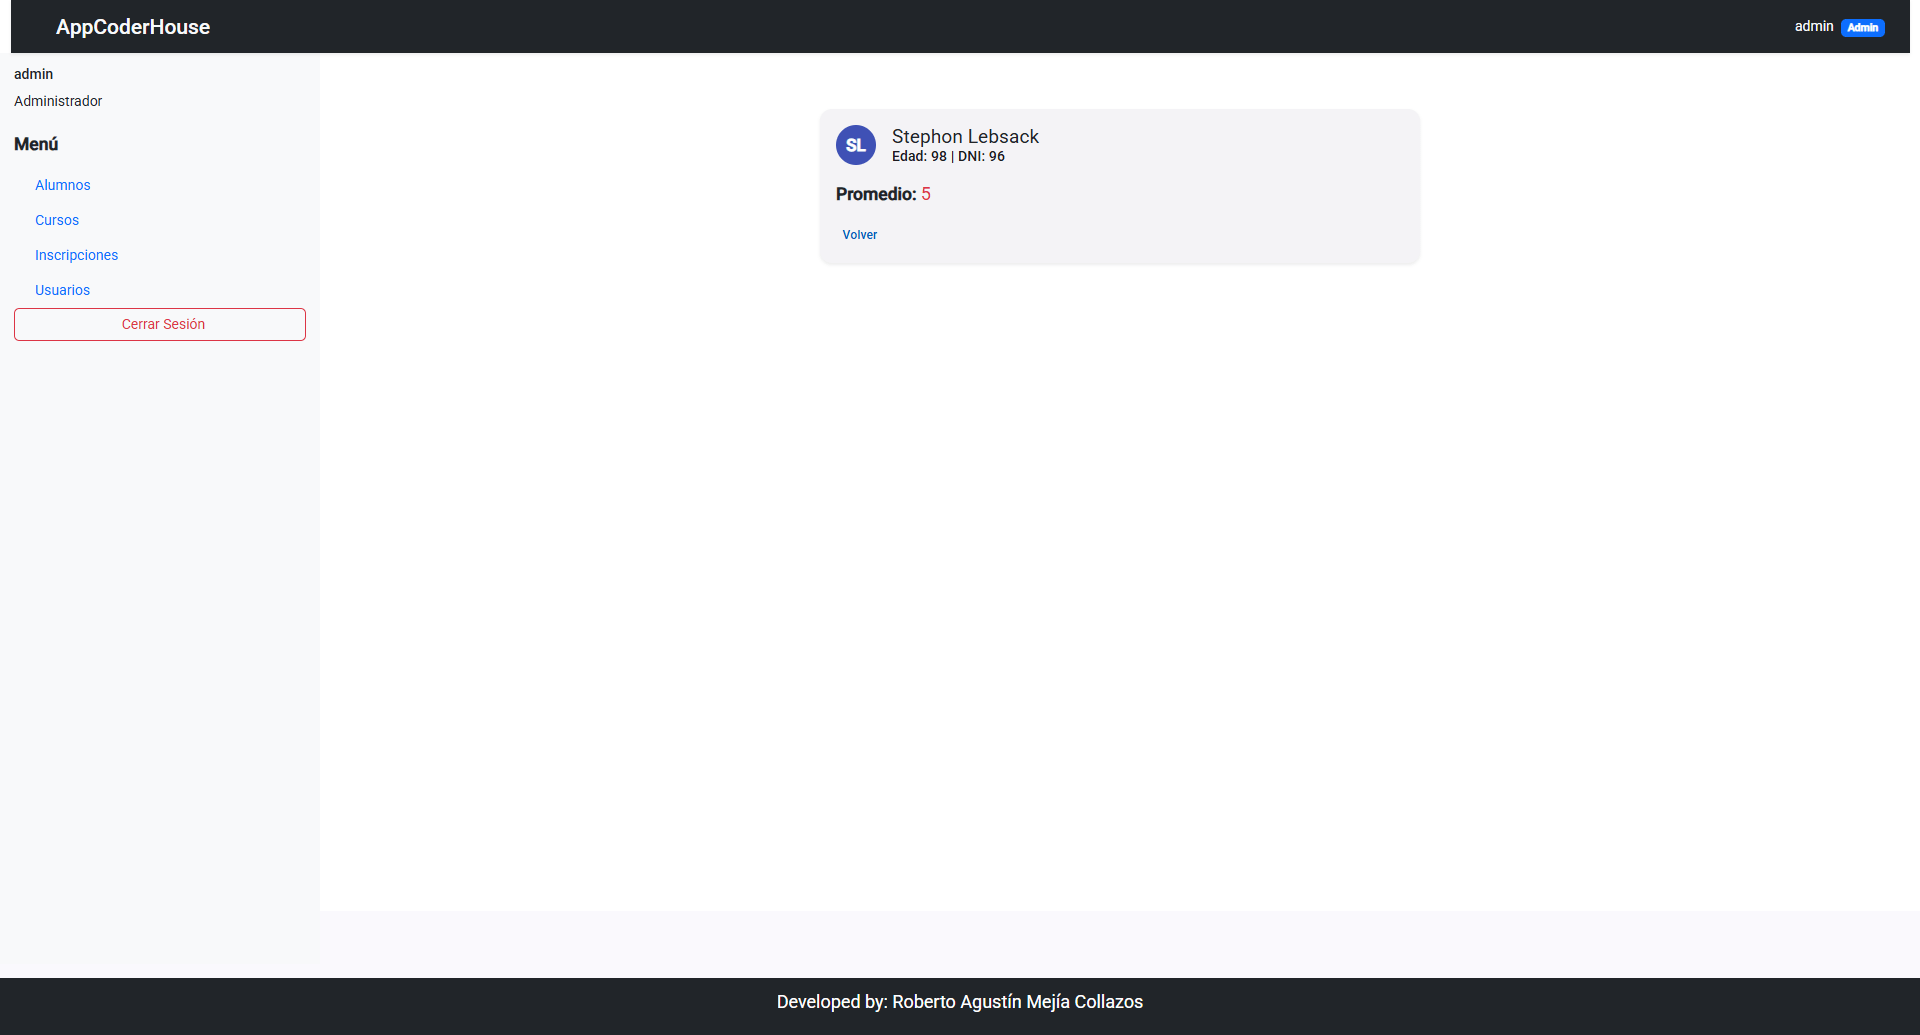 AppCoderHouse
admin Admin
admin
Administrador
Menú
Alumnos
Cursos
Inscripciones
Usuarios
Cerrar Sesión
SL
Stephon Lebsack
Edad: 98 | DNI: 96
Promedio: 5
Volver
Developed by: Roberto Agustín Mejía Collazos